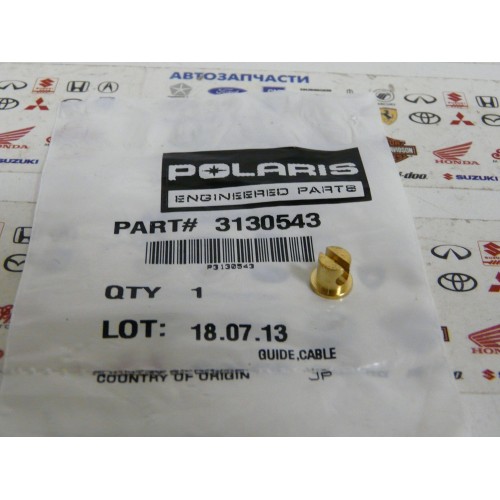 АВТОЗАПЧАСТИ
POLARIS
ENGINEERED PARTS
PART# 3130543
P3130543
QTY 1
LOT: 18.07.13
GUIDE,CABLE
COUNTRY OF ORIGIN JP
HONDA
SUZUKI
HONDA
SUZUKI